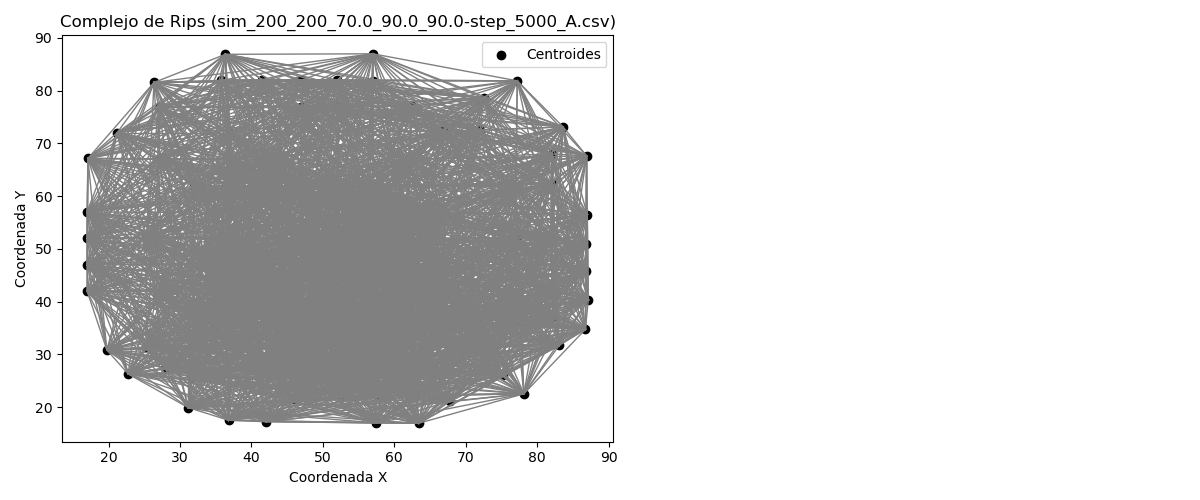 Complejo de Rips (sim_200_200_70.0_90.0_90.0-step_5000_A.csv)
Centroides
90
80
70
60
50
40
30
20
Coordenada Y
20 30 40 50 60 70 80 90
Coordenada X